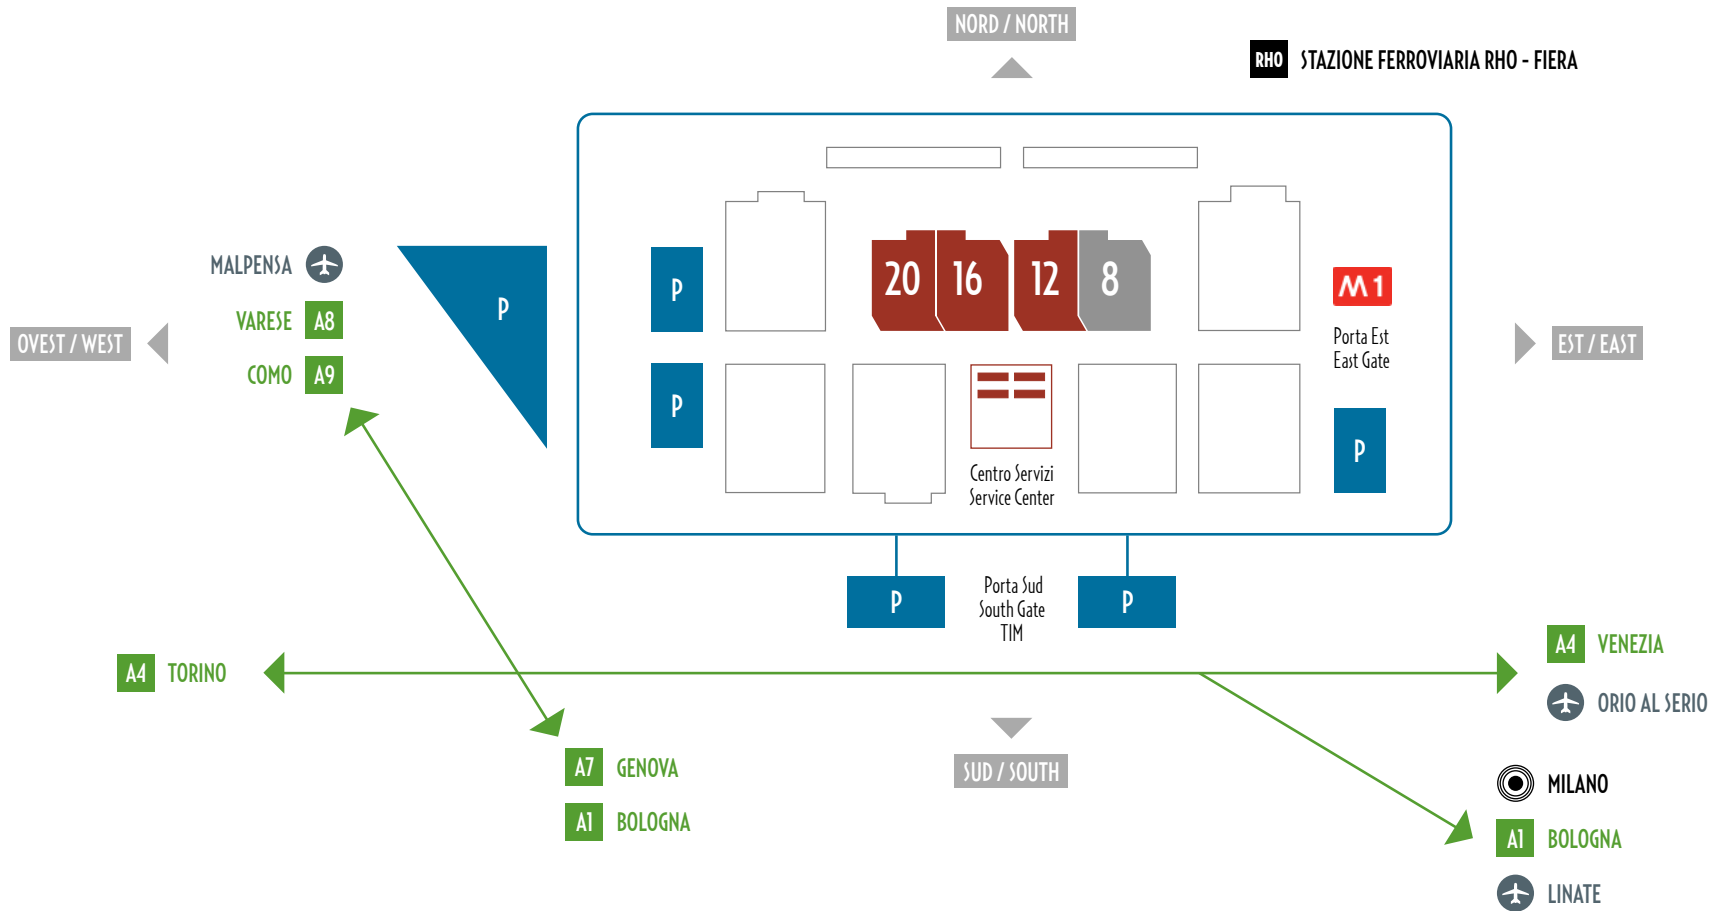 NORD / NORTH
RHO STAZIONE FERROVIARIA RHO - FIERA
MALPENSA
VARESE A8
COMO A9
OVEST / WEST
P
P
P
20 16 12 8
M 1
Porta Est
East Gate
EST / EAST
P
Centro Servizi
Service Center
P
Porta Sud
South Gate
TIM
P
A4 TORINO
A4 VENEZIA
ORIO AL SERIO
A7 GENOVA
A1 BOLOGNA
SUD / SOUTH
MILANO
A1 BOLOGNA
LINATE